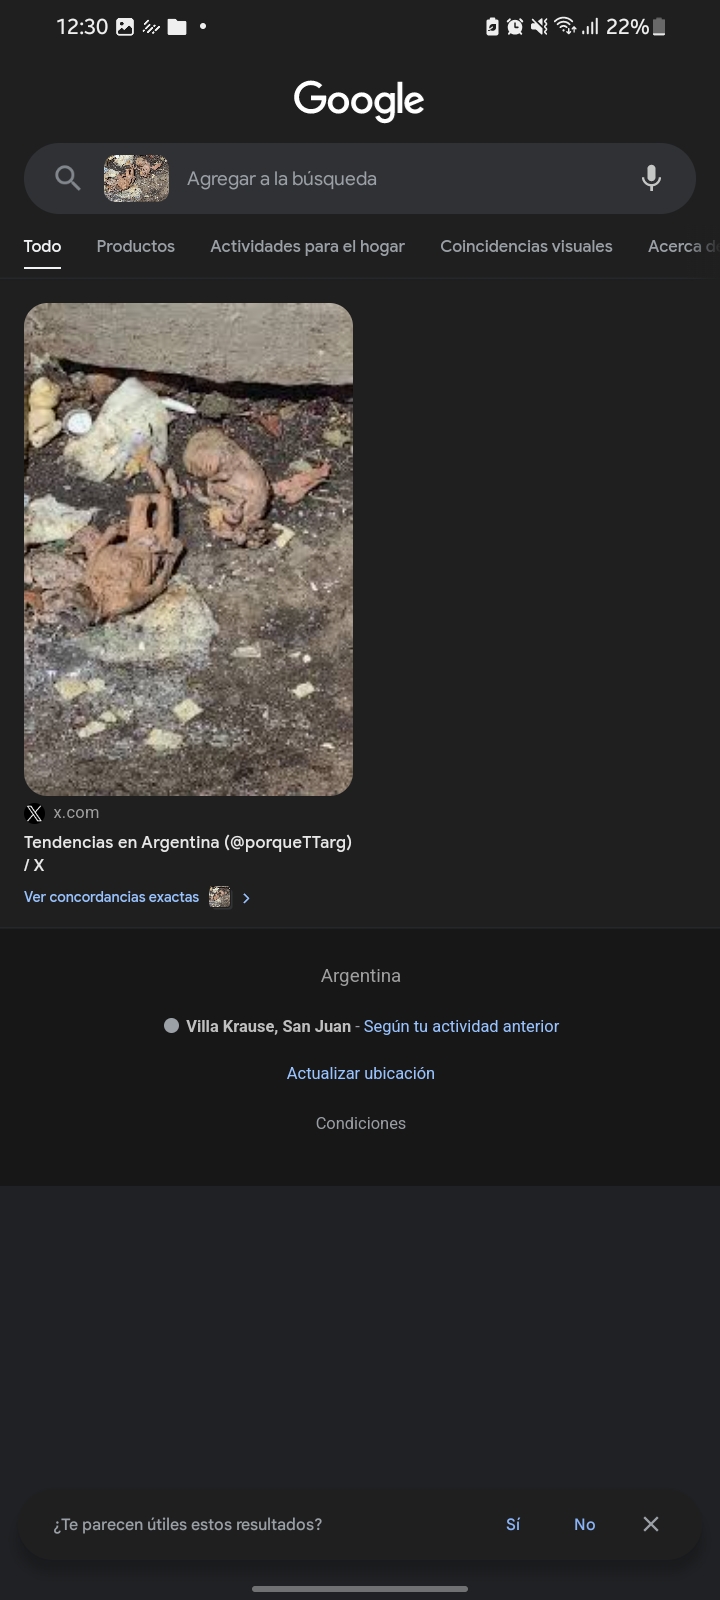 12:30
22%
Google
Agregar a la búsqueda
Todo Productos Actividades para el hogar Coincidencias visuales Acerca de
x.com
Tendencias en Argentina (@porqueTTarg)
/ X
Ver concordancias exactas
Argentina
Villa Krause, San Juan - Según tu actividad anterior
Actualizar ubicación
Condiciones
¿Te parecen útiles estos resultados? Sí No